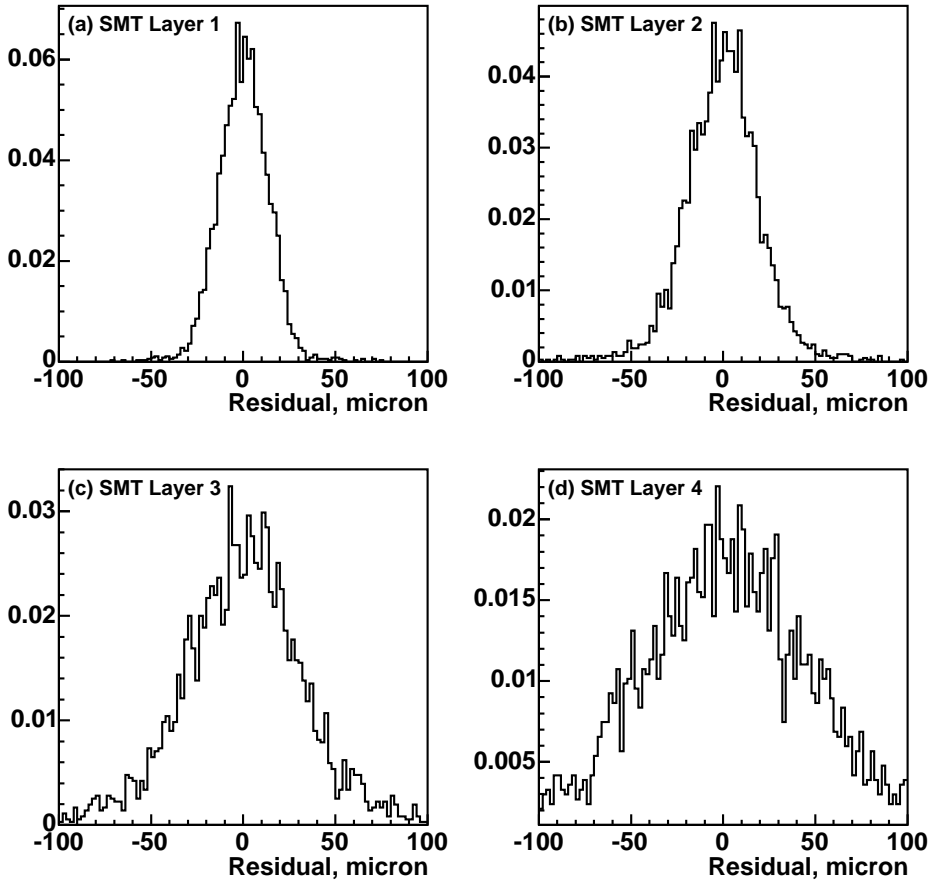 (a) SMT Layer 1
0.06
0.04
0.02
0
-100 -50 0 50 100
Residual, micron
(b) SMT Layer 2
0.04
0.03
0.02
0.01
0
-100 -50 0 50 100
Residual, micron
(c) SMT Layer 3
0.03
0.02
0.01
0
-100 -50 0 50 100
Residual, micron
(d) SMT Layer 4
0.02
0.015
0.01
0.005
-100 -50 0 50 100
Residual, micron